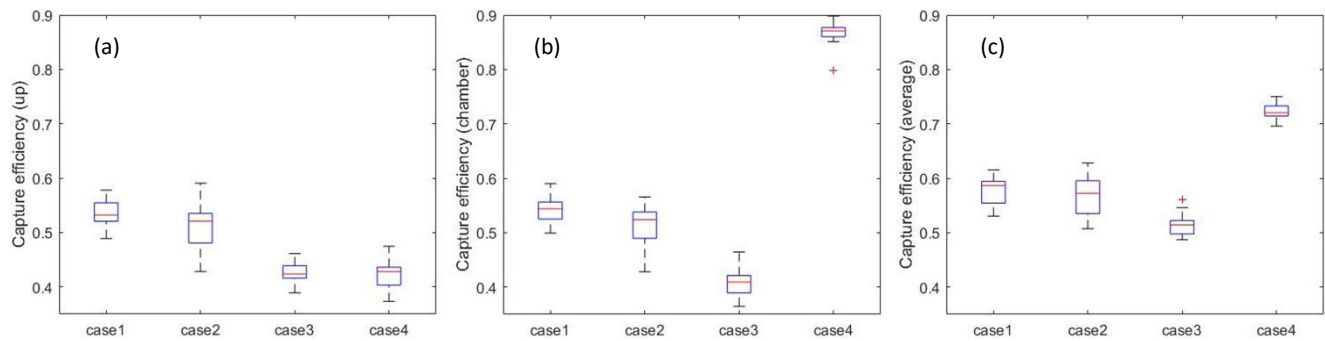 (a)
Capture efficiency (up)
0.9
0.8
0.7
0.6
0.5
0.4
case1 case2 case3 case4
(b)
Capture efficiency (chamber)
0.9
0.8
0.7
0.6
0.5
0.4
case1 case2 case3 case4
(c)
Capture efficiency (average)
0.9
0.8
0.7
0.6
0.5
0.4
case1 case2 case3 case4